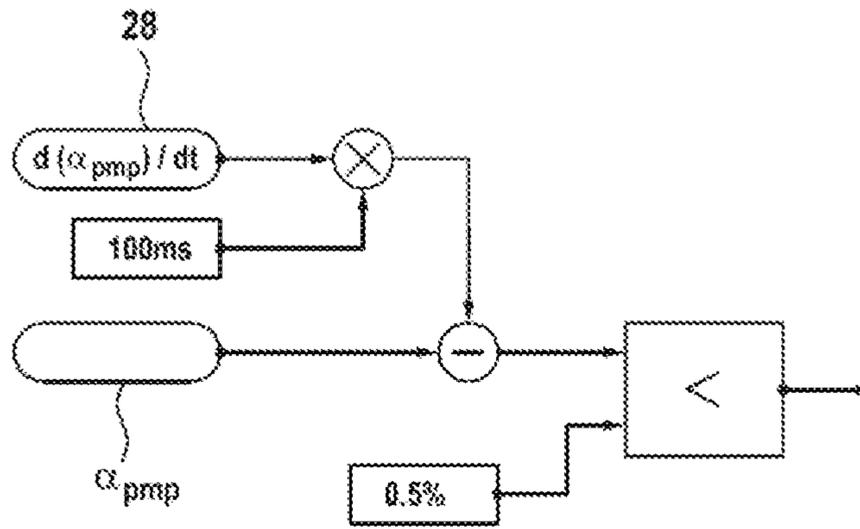 28
d (α pmp) / dt
100ms
−
<
α pmp
0.5%